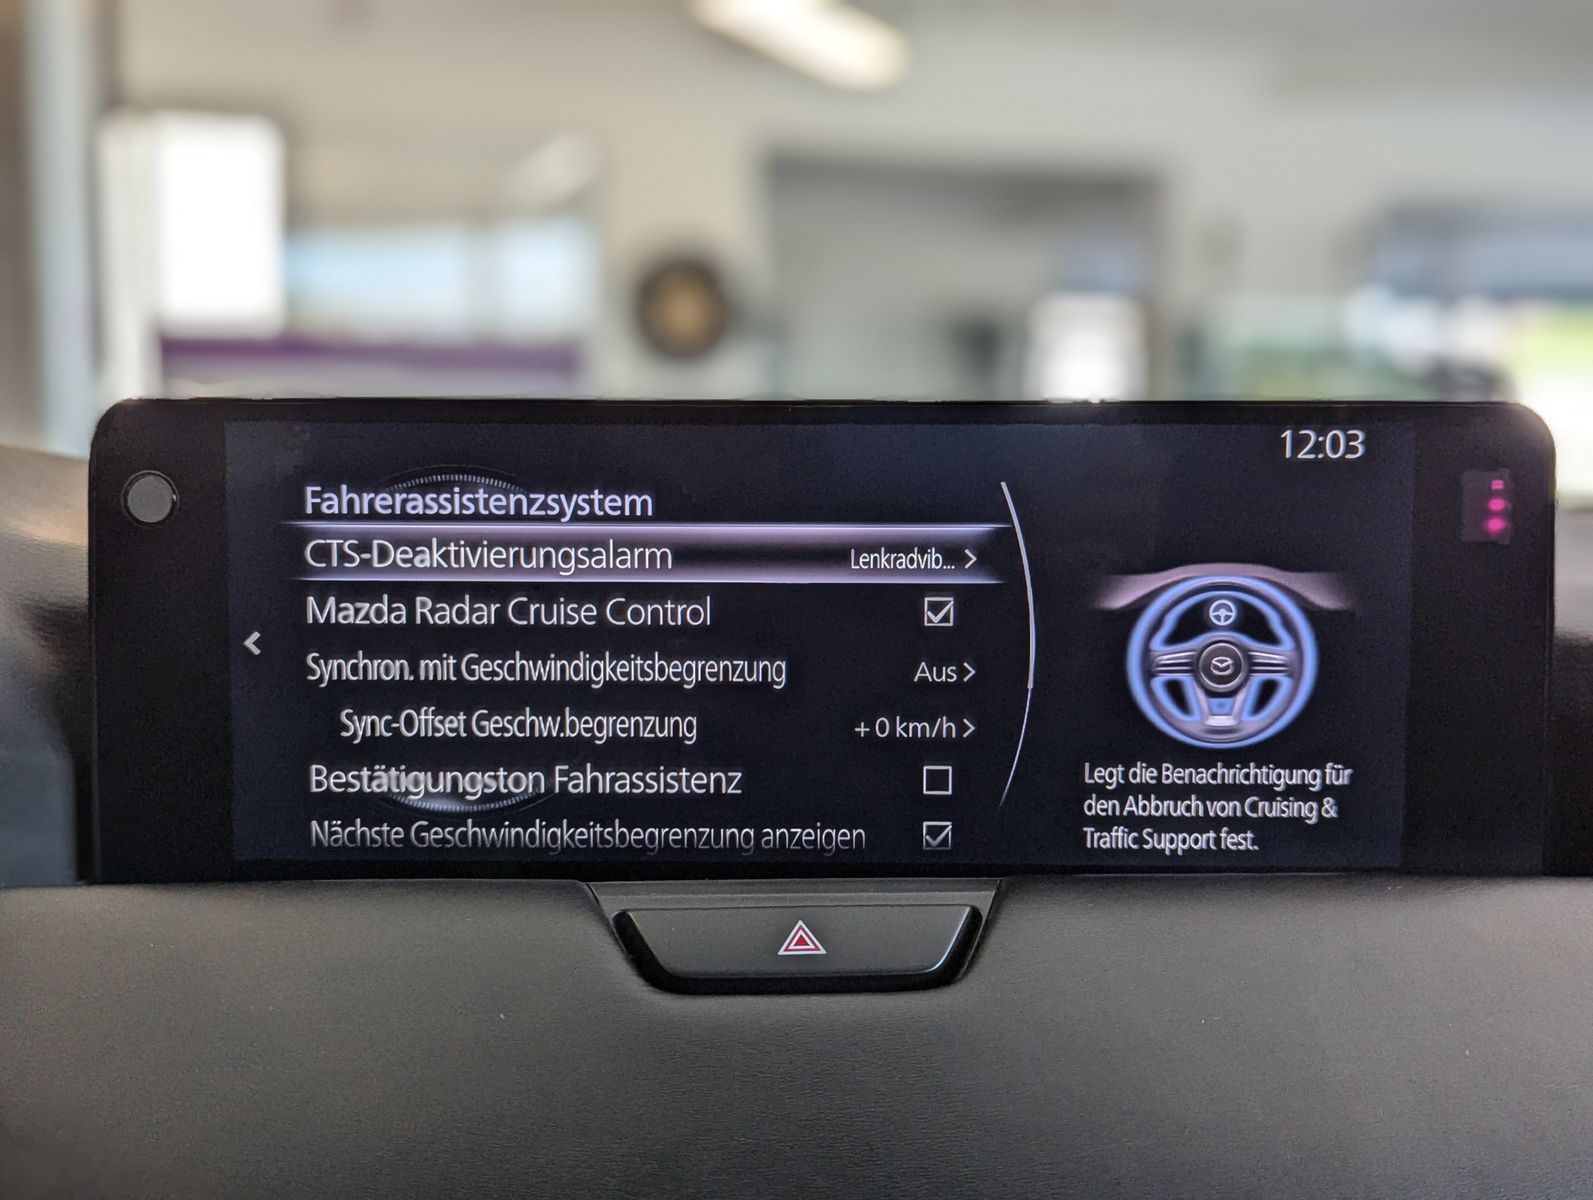 12:03
Fahrerassistenzsystem
CTS-Deaktivierungsalarm Lenkradvib... >
Mazda Radar Cruise Control
Synchron. mit Geschwindigkeitsbegrenzung Aus >
Sync-Offset Geschw.begrenzung + 0 km/h >
Bestätigungston Fahrassistenz
Nächste Geschwindigkeitsbegrenzung anzeigen
Legt die Benachrichtigung für
den Abbruch von Cruising &
Traffic Support fest.